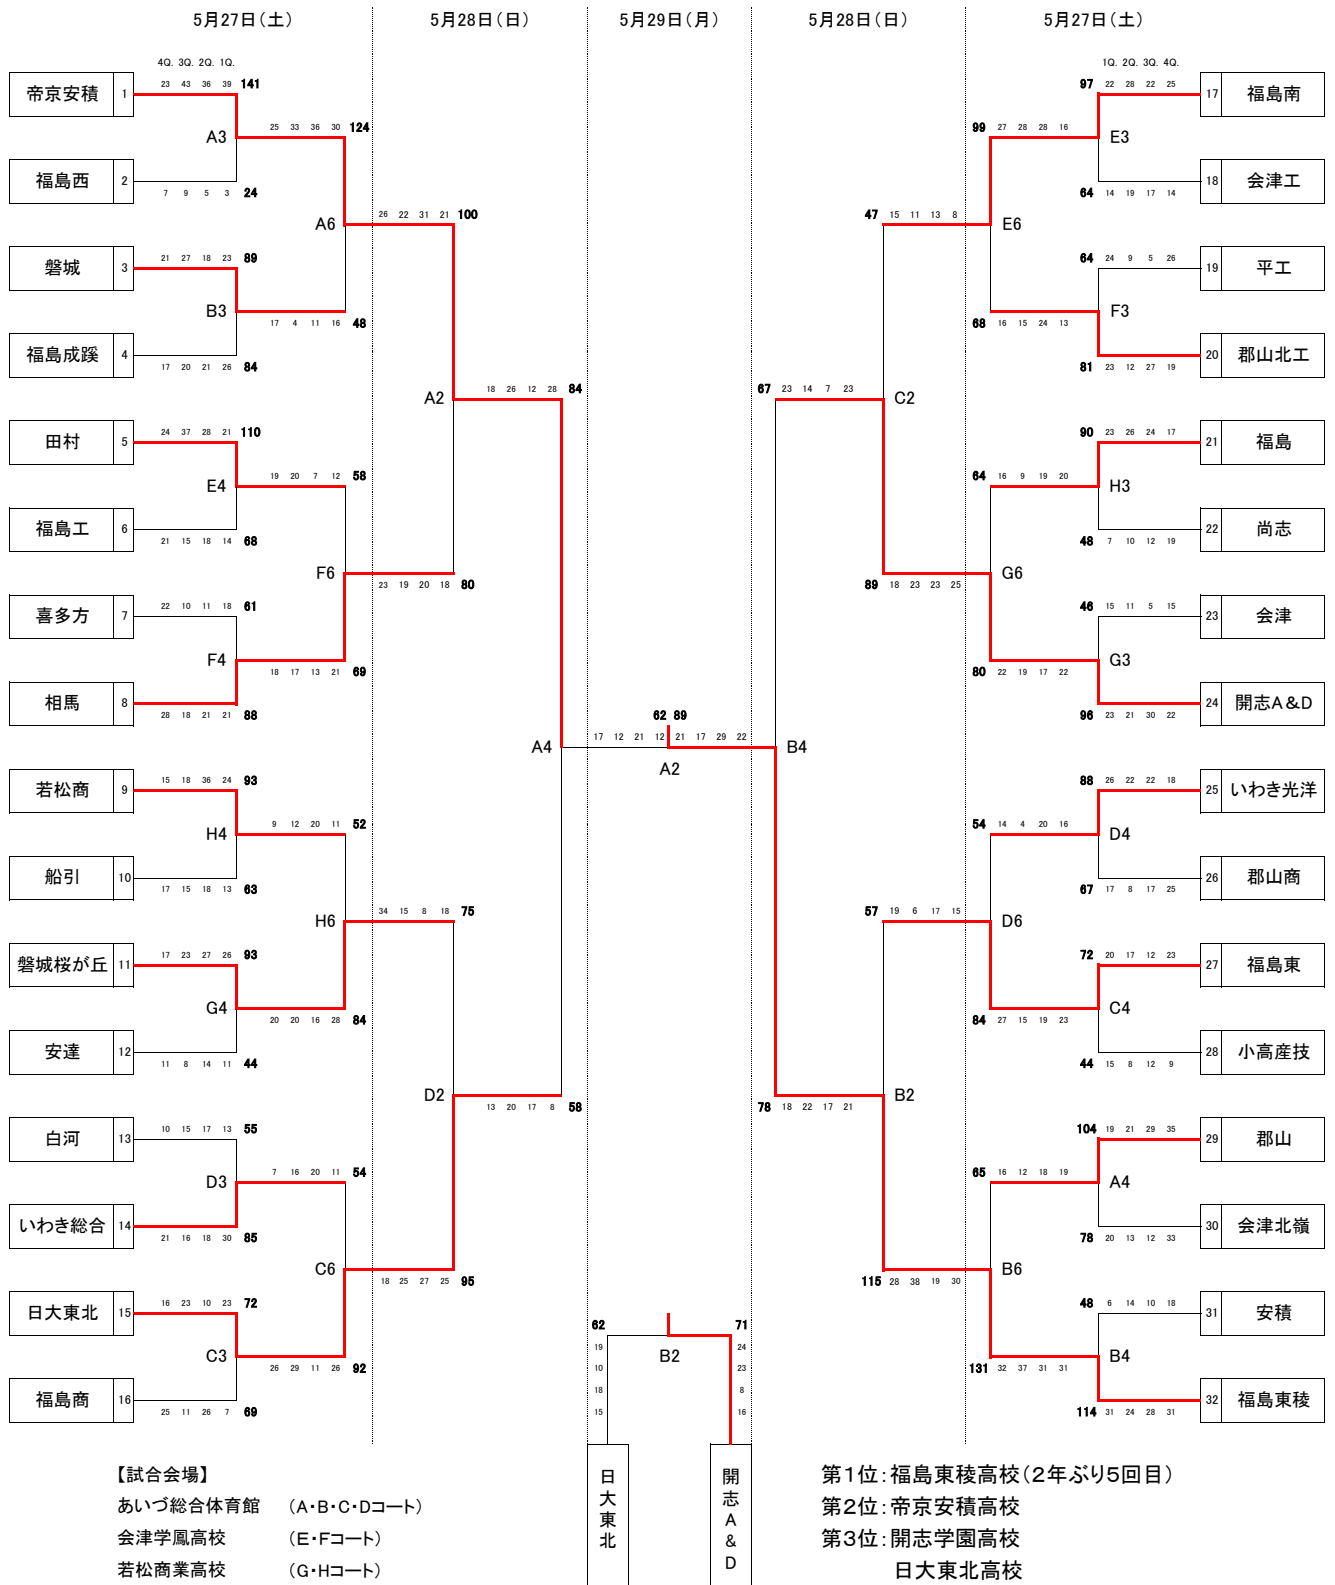 5月27日(土) 5月28日(日) 5月29日(月) 5月28日(日) 5月27日(土)
4Q. 3Q. 2Q. 1Q.
1Q. 2Q. 3Q. 4Q.
帝京安積 1 23 43 36 39 141
A3 25 33 36 30 124
福島西 2 7 9 5 3 24
A6 26 22 31 21 100
磐城 3 21 27 18 23 89
B3 17 4 11 16 48
福島成蹊 4 17 20 21 26 84
A2 18 26 12 28 84
田村 5 24 37 28 21 110
E4 19 20 7 12 58
福島工 6 21 15 18 14 68
F6 23 19 20 18 80
喜多方 7 22 10 11 18 61
F4 18 17 13 21 69
相馬 8 28 18 21 21 88
A4 17 12 21 12 62
若松商 9 15 18 36 24 93
H4 9 12 20 11 52
船引 10 17 15 18 13 63
H6 34 15 8 18 75
磐城桜が丘 11 17 23 27 26 93
G4 20 20 16 28 84
安達 12 11 8 14 11 44
D2 13 20 17 8 58
白河 13 10 15 17 13 55
D3 7 16 20 11 54
いわき総合 14 21 16 18 30 85
C6 18 25 27 25 95
日大東北 15 16 23 10 23 72
C3 26 29 11 26 92
福島商 16 25 11 26 7 69
A2
89 21 17 29 22 B4
97 22 28 22 25 17 福島南
99 27 28 28 16 E3
64 14 19 17 14 18 会津工
47 15 11 13 8 E6
64 24 9 5 26 19 平工
68 16 15 24 13 F3
81 23 12 27 19 20 郡山北工
67 23 14 7 23 C2
90 23 26 24 17 21 福島
64 16 9 19 20 H3
48 7 10 12 19 22 尚志
89 18 23 23 25 G6
46 15 11 5 15 23 会津
80 22 19 17 22 G3
96 23 21 30 22 24 開志A&D
88 26 22 22 18 25 いわき光洋
54 14 4 20 16 D4
67 17 8 17 25 26 郡山商
57 19 6 17 15 D6
72 20 17 12 23 27 福島東
84 27 15 19 23 C4
44 15 8 12 9 28 小高産技
78 18 22 17 21 B2
104 19 21 29 35 29 郡山
65 16 12 18 19 A4
78 20 13 12 33 30 会津北嶺
115 28 38 19 30 B6
48 6 14 10 18 31 安積
131 32 37 31 31 B4
114 31 24 28 31 32 福島東稜
62 B2 71
19 24
10 23
18 8
15 16
日大東北
開志A&D
【試合会場】
あいづ総合体育館 (A・B・C・Dコート)
会津学鳳高校 (E・Fコート)
若松商業高校 (G・Hコート)
第1位:福島東稜高校(2年ぶり5回目)
第2位:帝京安積高校
第3位:開志学園高校
日大東北高校